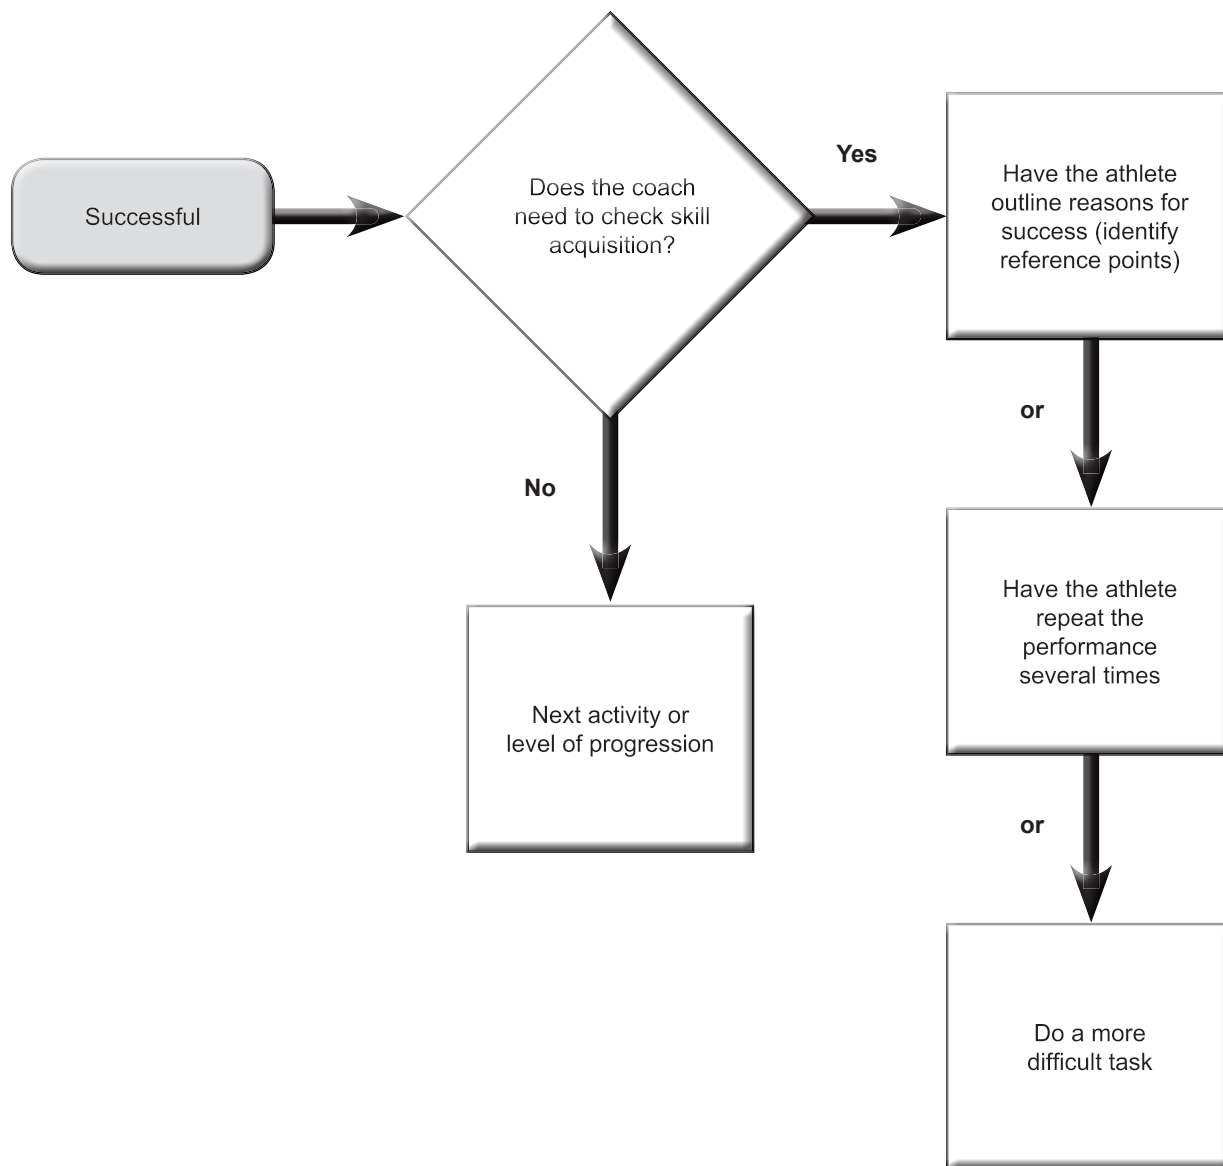 Successful
Does the coach
need to check skill
acquisition?
Yes
Have the athlete
outline reasons for
success (identify
reference points)
or
No
Have the athlete
repeat the
performance
several times
Next activity or
level of progression
or
Do a more
difficult task